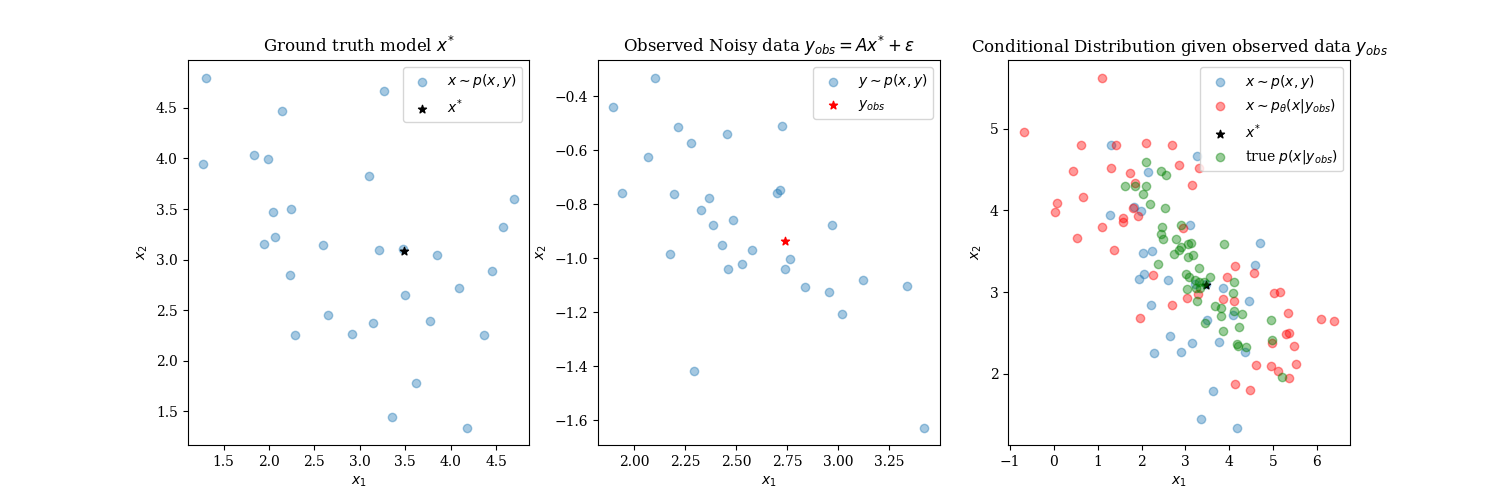 Ground truth model x*
x ~ p(x, y)
x*
4.5
4.0
3.5
3.0
2.5
2.0
1.5
x₂
1.5 2.0 2.5 3.0 3.5 4.0 4.5
x₁
Observed Noisy data y_obs = Ax* + ε
y ~ p(x, y)
y_obs
−0.4
−0.6
−0.8
−1.0
−1.2
−1.4
−1.6
x₂
2.00 2.25 2.50 2.75 3.00 3.25
x₁
Conditional Distribution given observed data y_obs
x ~ p(x, y)
x ~ p_θ(x|y_obs)
x*
true p(x|y_obs)
5
4
3
2
x₂
−1 0 1 2 3 4 5 6
x₁